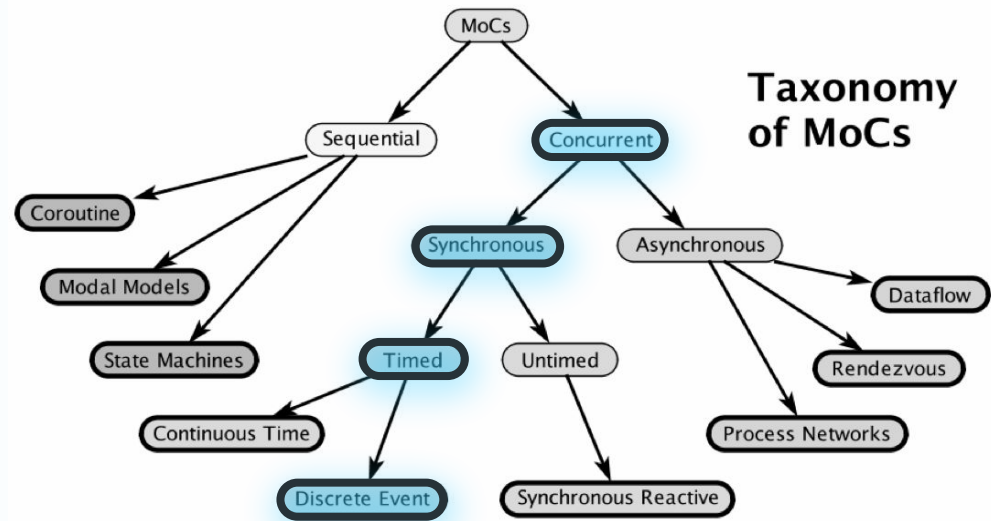 MoCs
Taxonomy
of MoCs
Sequential
Concurrent
Coroutine
Synchronous
Asynchronous
Modal Models
Dataflow
State Machines
Timed
Untimed
Rendezvous
Continuous Time
Process Networks
Discrete Event
Synchronous Reactive